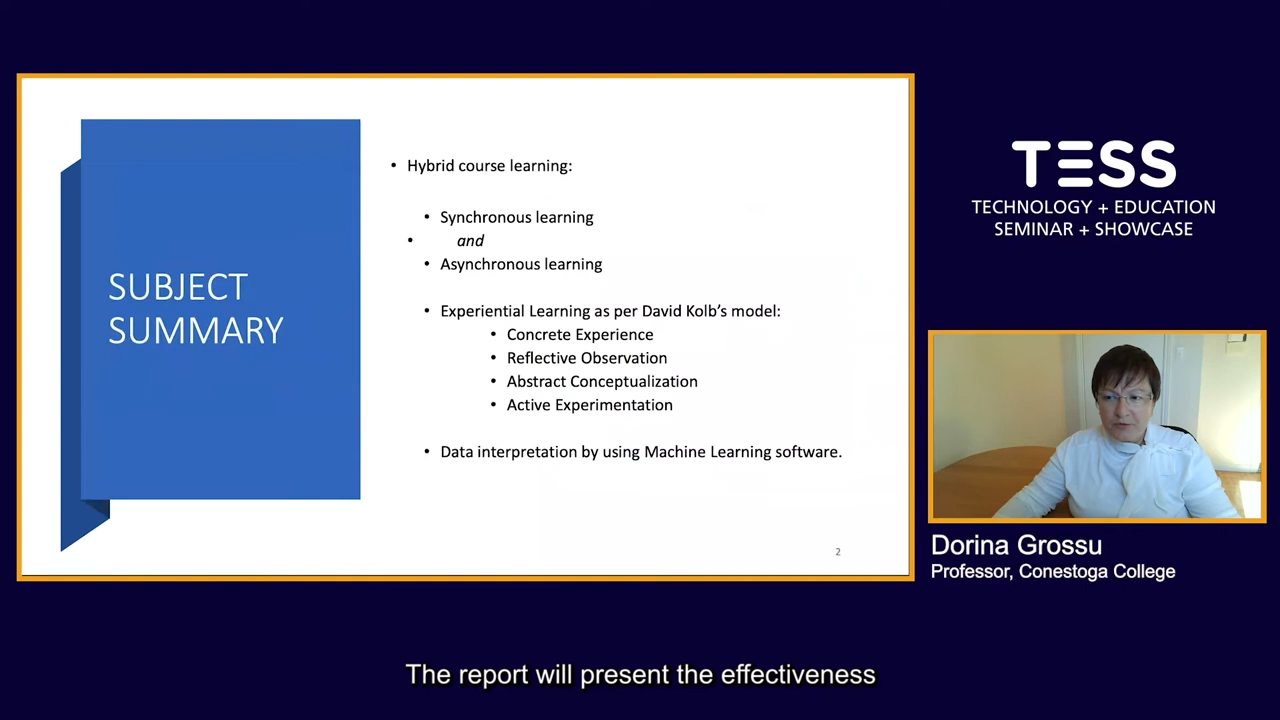 SUBJECT
SUMMARY
• Hybrid course learning:
• Synchronous learning
• and
• Asynchronous learning
• Experiential Learning as per David Kolb’s model:
• Concrete Experience
• Reflective Observation
• Abstract Conceptualization
• Active Experimentation
• Data interpretation by using Machine Learning software.
2
TESS
TECHNOLOGY + EDUCATION
SEMINAR + SHOWCASE
Dorina Grossu
Professor, Conestoga College
The report will present the effectiveness